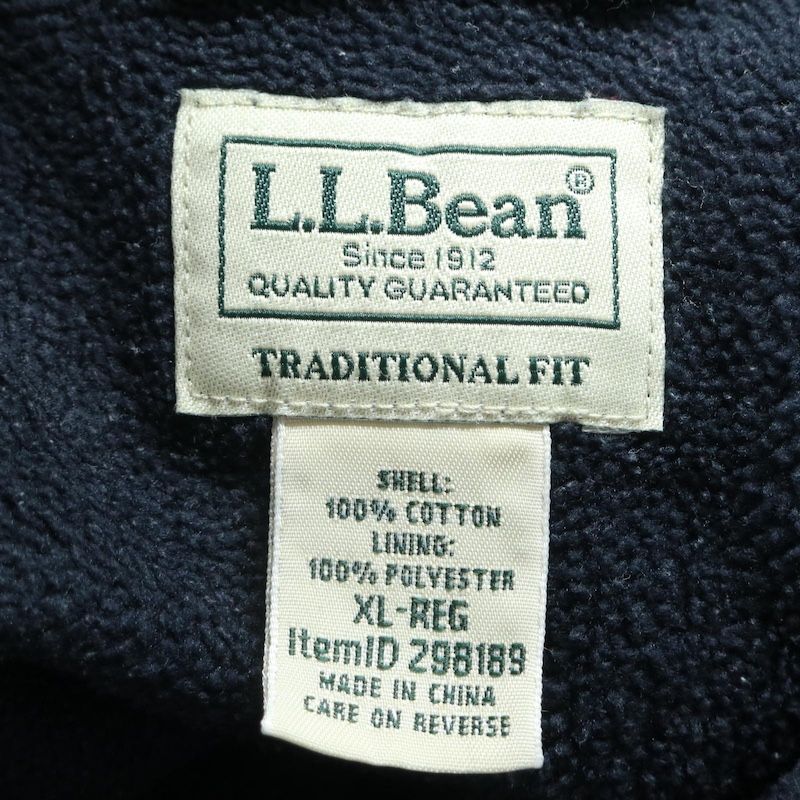 L.L.Bean®
Since 1912
QUALITY GUARANTEED
TRADITIONAL FIT
SHELL:
100% COTTON
LINING:
100% POLYESTER
XL-REG
ItemID 298189
MADE IN CHINA
CARE ON REVERSE